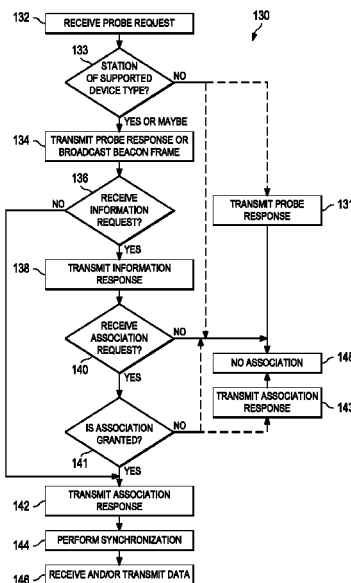 130
132
RECEIVE PROBE REQUEST
133
STATION
OF SUPPORTED
DEVICE TYPE?
NO
YES OR MAYBE
134
TRANSMIT PROBE RESPONSE OR
BROADCAST BEACON FRAME
136
NO
RECEIVE
INFORMATION
REQUEST?
TRANSMIT PROBE
RESPONSE
131
YES
138
TRANSMIT INFORMATION
RESPONSE
RECEIVE
ASSOCIATION
REQUEST?
NO
140
NO ASSOCIATION
YES
TRANSMIT ASSOCIATION
RESPONSE
143
IS ASSOCIATION
GRANTED?
NO
141
YES
142
TRANSMIT ASSOCIATION
RESPONSE
144
PERFORM SYNCHRONIZATION
146
RECEIVE AND/OR TRANSMIT DATA